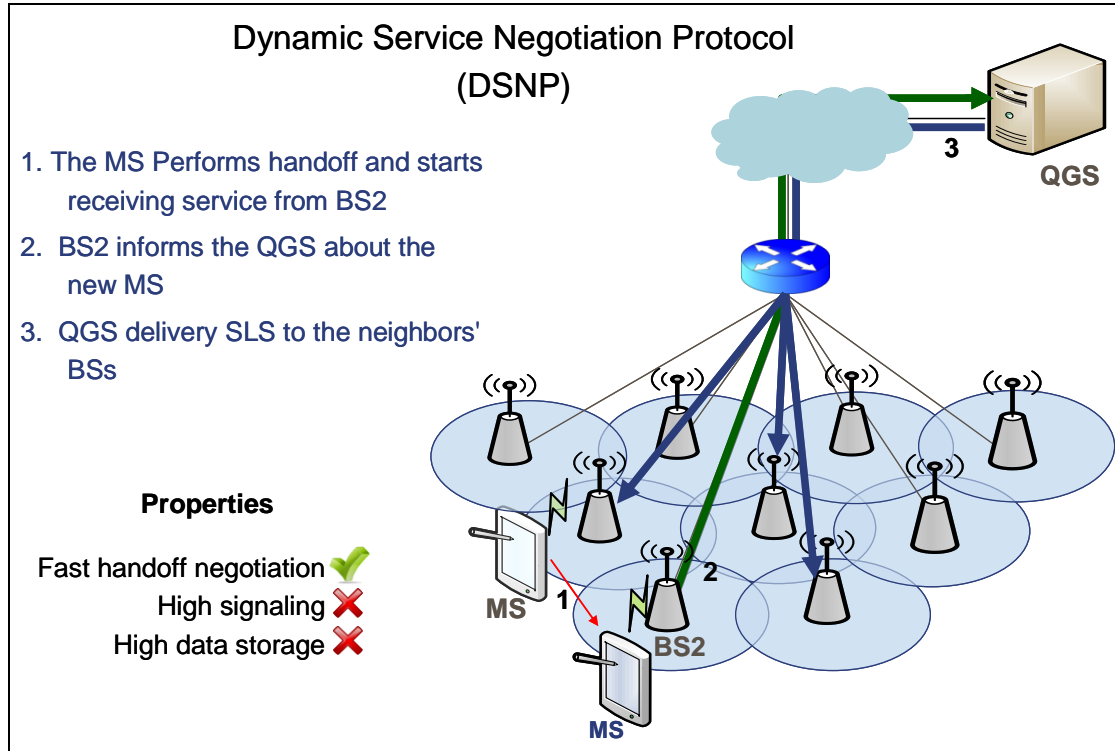 Dynamic Service Negotiation Protocol
(DSNP)
1. The MS Performs handoff and starts
receiving service from BS2
2. BS2 informs the QGS about the
new MS
3. QGS delivery SLS to the neighbors'
BSs
3
QGS
Properties
Fast handoff negotiation
High signaling
High data storage
MS
1
2
BS2
MS